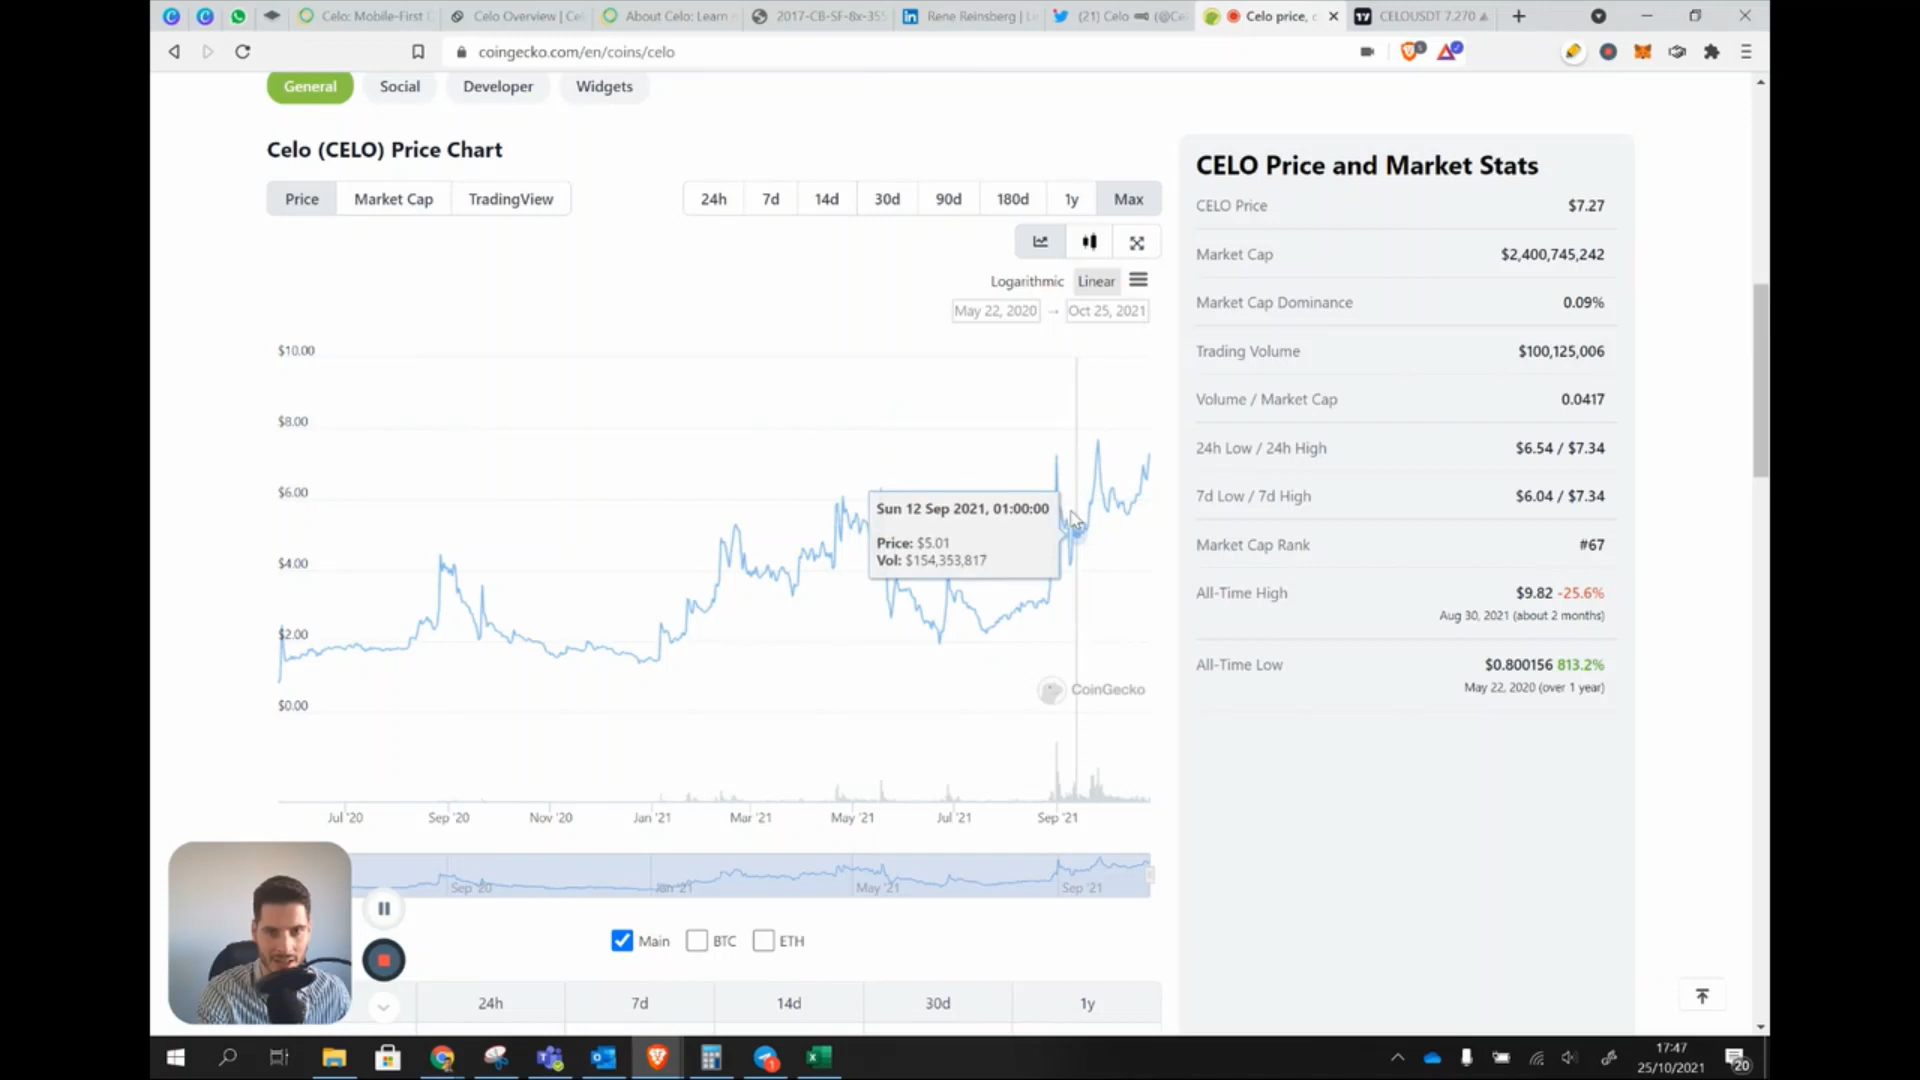 Celo: Mobile-First
Celo Overview | Ce
About Celo: Learn
2017-CB-SF-8x-355
Rene Reinsberg |
(21) Celo
Celo price,
CELOUSDT 7.270
coingecko.com/en/coins/celo
General
Social
Developer
Widgets
Celo (CELO) Price Chart
Price
Market Cap
TradingView
24h
7d
14d
30d
90d
180d
1y
Max
Logarithmic
Linear
May 22, 2020 → Oct 25, 2021
$10.00
$8.00
$6.00
$4.00
$2.00
$0.00
Sun 12 Sep 2021, 01:00:00
Price: $5.01
Vol: $154,353,817
CoinGecko
Jul '20
Sep '20
Nov '20
Jan '21
Mar '21
May '21
Jul '21
Sep '21
Sep '20
Jan '21
May '21
Sep '21
Main
BTC
ETH
24h
7d
14d
30d
1y
CELO Price and Market Stats
CELO Price $7.27
Market Cap $2,400,745,242
Market Cap Dominance 0.09%
Trading Volume $100,125,006
Volume / Market Cap 0.0417
24h Low / 24h High $6.54 / $7.34
7d Low / 7d High $6.04 / $7.34
Market Cap Rank #67
All-Time High $9.82 -25.6%
Aug 30, 2021 (about 2 months)
All-Time Low $0.800156 813.2%
May 22, 2020 (over 1 year)
17:47
25/10/2021
20